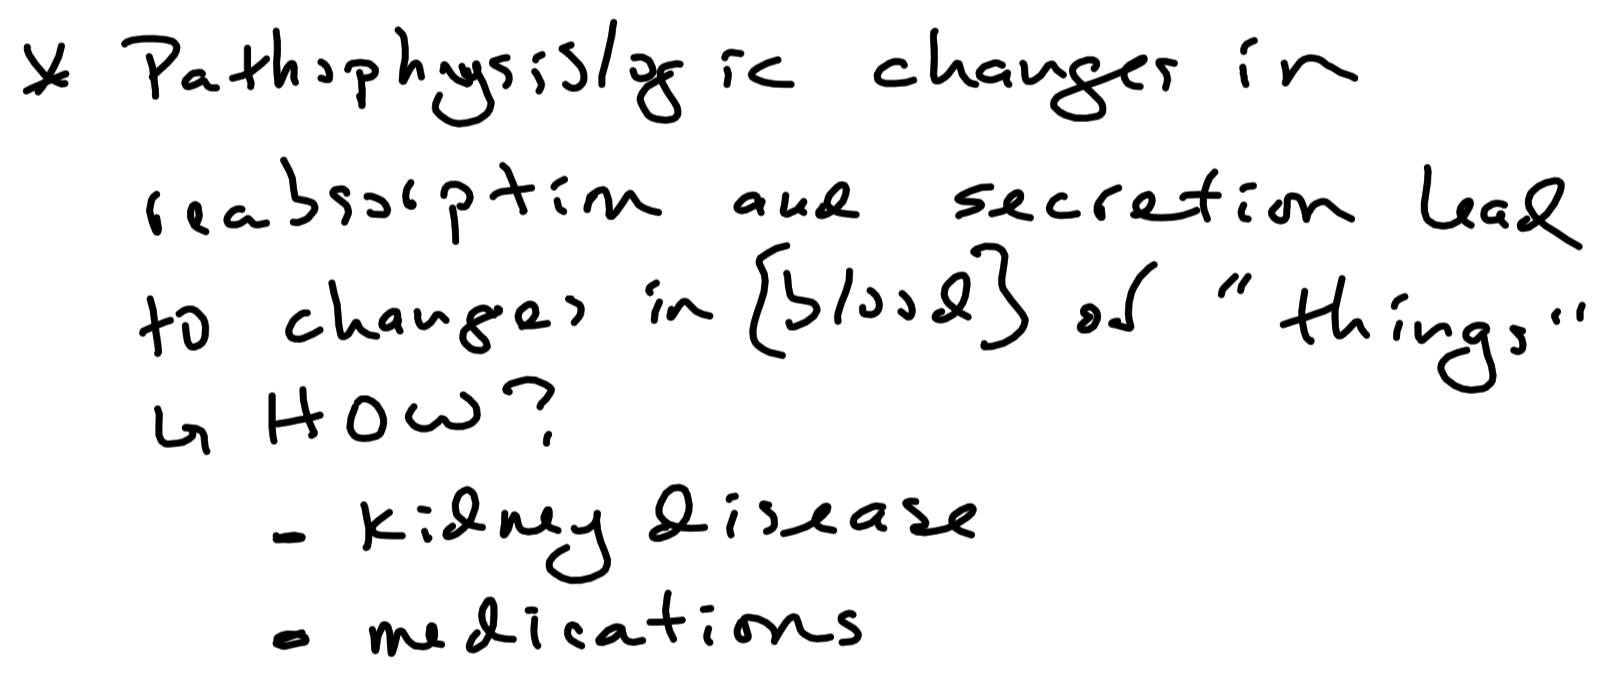 * Pathophysiologic changes in
reabsorption and secretion lead
to changes in [blood] of "things"
↳ HOW?
- kidney disease
- medications